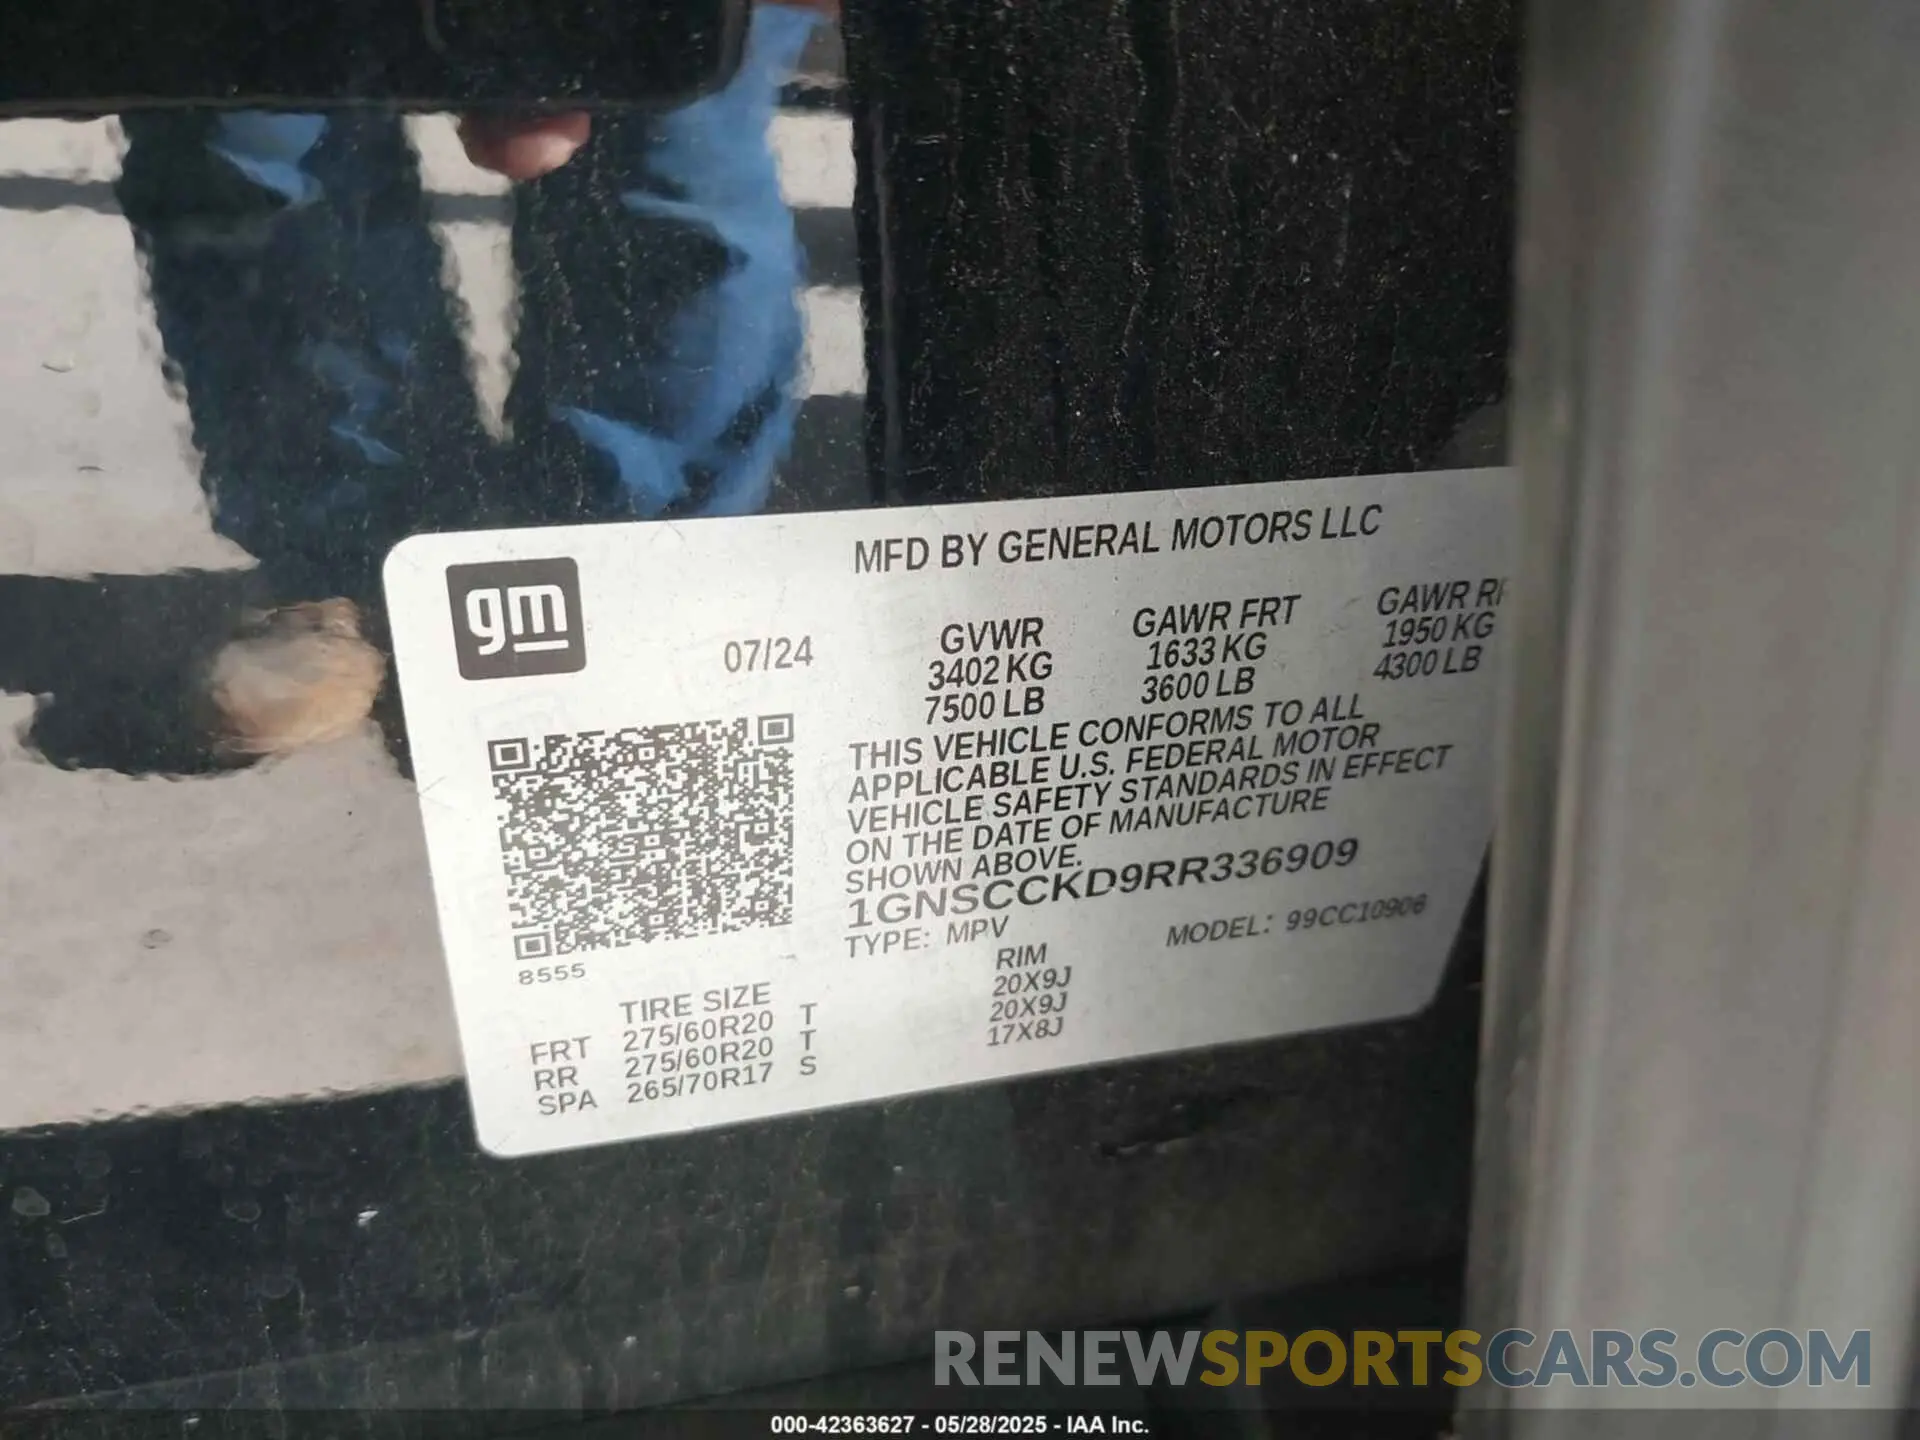 MFD BY GENERAL MOTORS LLC
gm
07/24
GVWR
3402 KG
7500 LB
GAWR FRT
1633 KG
3600 LB
GAWR
1950 KG
4300 LB
THIS VEHICLE CONFORMS TO ALL
APPLICABLE U.S. FEDERAL MOTOR
VEHICLE SAFETY STANDARDS IN EFFECT
ON THE DATE OF MANUFACTURE
SHOWN ABOVE.
1GNSCCKD9RR336909
TYPE: MPV
MODEL: 99CC10906
8555
TIRE SIZE
RIM
FRT 275/60R20 T 20X9J
RR 275/60R20 T 20X9J
SPA 265/70R17 S 17X8J
RENEWSPORTSCARS.COM
000-42363627 - 05/28/2025 - IAA Inc.